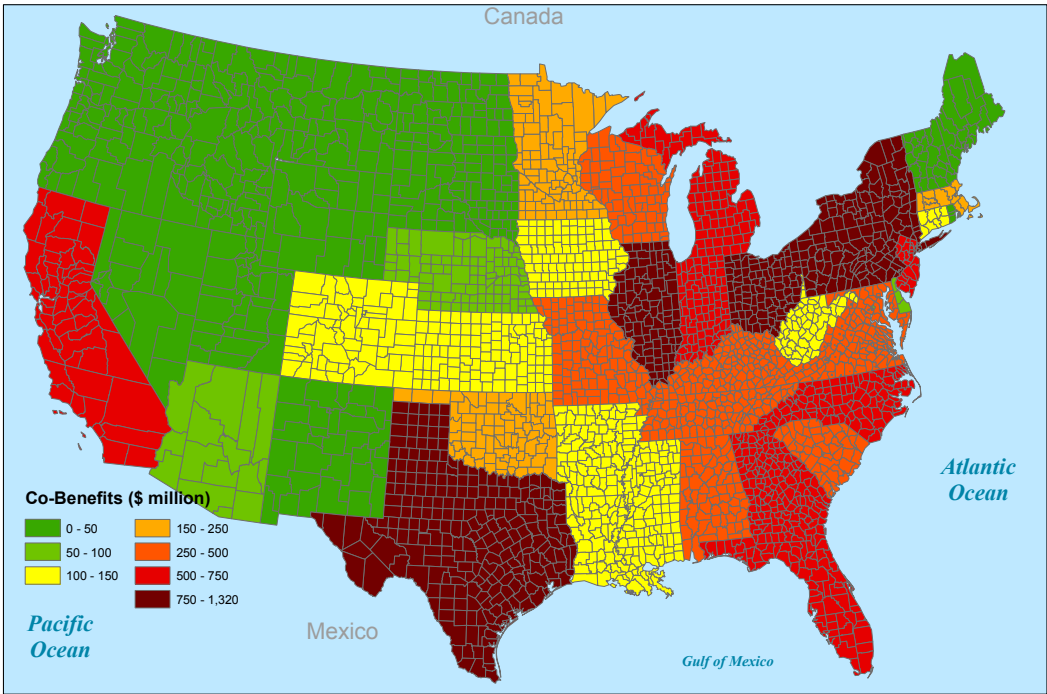 Canada
Atlantic
Ocean
Co-Benefits ($ million)
0 - 50
50 - 100
100 - 150
150 - 250
250 - 500
500 - 750
750 - 1,320
Pacific
Ocean
Mexico
Gulf of Mexico